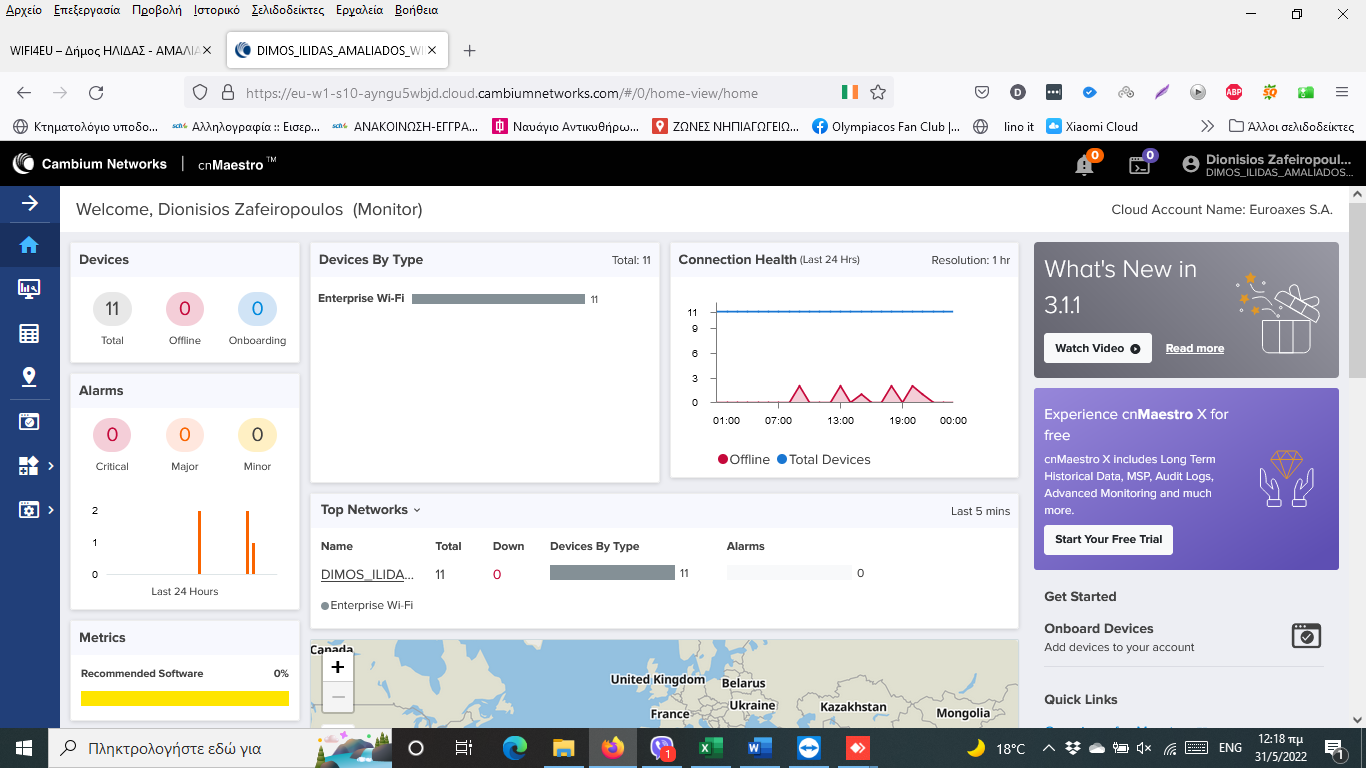 Αρχείο Επεξεργασία Προβολή Ιστορικό Σελιδοδείκτες Εργαλεία Βοήθεια
WIFI4EU – Δήμος ΗΛΙΔΑΣ - ΑΜΑΛΙΑ
DIMOS_ILIDAS_AMALIADOS_WI
https://eu-w1-s10-ayngu5wbjd.cloud.cambiumnetworks.com/#/0/home-view/home
Κτηματολόγιο υποδο... Αλληλογραφία :: Εισερ... ΑΝΑΚΟΙΝΩΣΗ-ΕΓΓΡΑ... Ναυάγιο Αντικυθήρω... ΖΩΝΕΣ ΝΗΠΙΑΓΩΓΕΙΩ... Olympiacos Fan Club |... lino it Xiaomi Cloud Άλλοι σελιδοδείκτες
Cambium Networks | cnMaestro™
0 0
Dionisios Zafeiropoul...
DIMOS_ILIDAS_AMALIADOS...
Welcome, Dionisios Zafeiropoulos (Monitor)
Cloud Account Name: Euroaxes S.A.
Devices
11 0 0
Total Offline Onboarding
Alarms
0 0 0
Critical Major Minor
2
1
0
Last 24 Hours
Metrics
Recommended Software 0%
Devices By Type Total: 11
Enterprise Wi-Fi 11
Connection Health (Last 24 Hrs) Resolution: 1 hr
11
9
6
3
0
01:00 07:00 13:00 19:00 00:00
Offline Total Devices
Top Networks Last 5 mins
Name Total Down Devices By Type Alarms
DIMOS_ILIDA... 11 0 11 0
Enterprise Wi-Fi
Canada
+
−
United Kingdom
Belarus
Ukraine
France
Kazakhstan
Mongolia
What's New in
3.1.1
Watch Video Read more
Experience cnMaestro X for
free
cnMaestro X includes Long Term
Historical Data, MSP, Audit Logs,
Advanced Monitoring and much
more.
Start Your Free Trial
Get Started
Onboard Devices
Add devices to your account
Quick Links
Πληκτρολογήστε εδώ για
1
18°C
ENG
12:18 πμ
31/5/2022
1